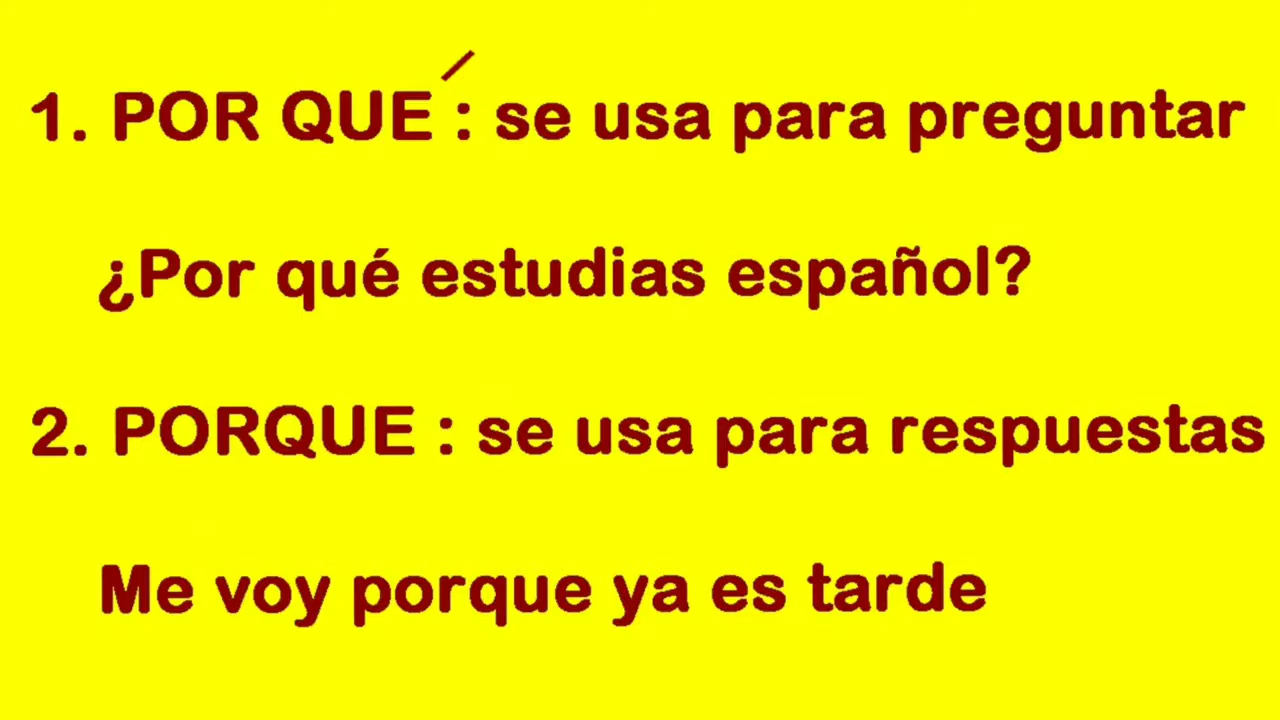 1. POR QUÉ : se usa para preguntar
¿Por qué estudias español?
2. PORQUE : se usa para respuestas
Me voy porque ya es tarde